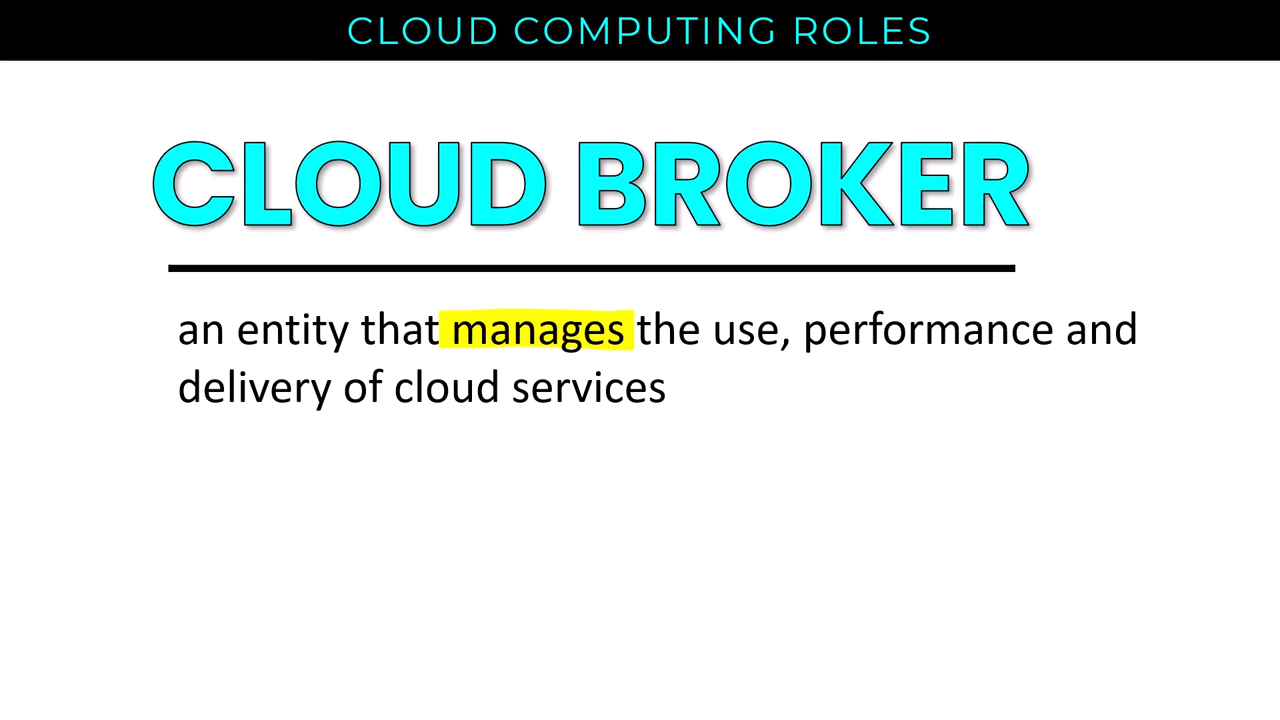 CLOUD COMPUTING ROLES
CLOUD BROKER
an entity that manages the use, performance and
delivery of cloud services